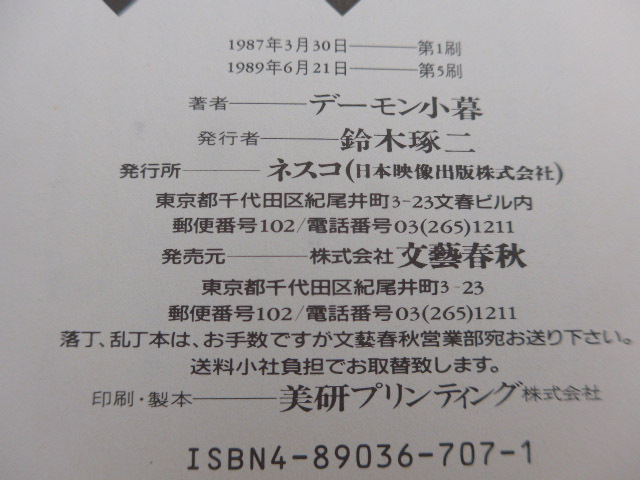 1987年3月30日———第1刷
1989年6月21日———第5刷
著者———デーモン小暮
発行者———鈴木琢二
発行所———ネスコ(日本映像出版株式会社)
東京都千代田区紀尾井町3-23文春ビル内
郵便番号102/電話番号03(265)1211
発売元———株式会社文藝春秋
東京都千代田区紀尾井町3-23
郵便番号102/電話番号03(265)1211
落丁、乱丁本は、お手数ですが文藝春秋営業部宛お送り下さい。
送料小社負担でお取替致します。
印刷・製本———美研プリンティング株式会社
ISBN4-89036-707-1